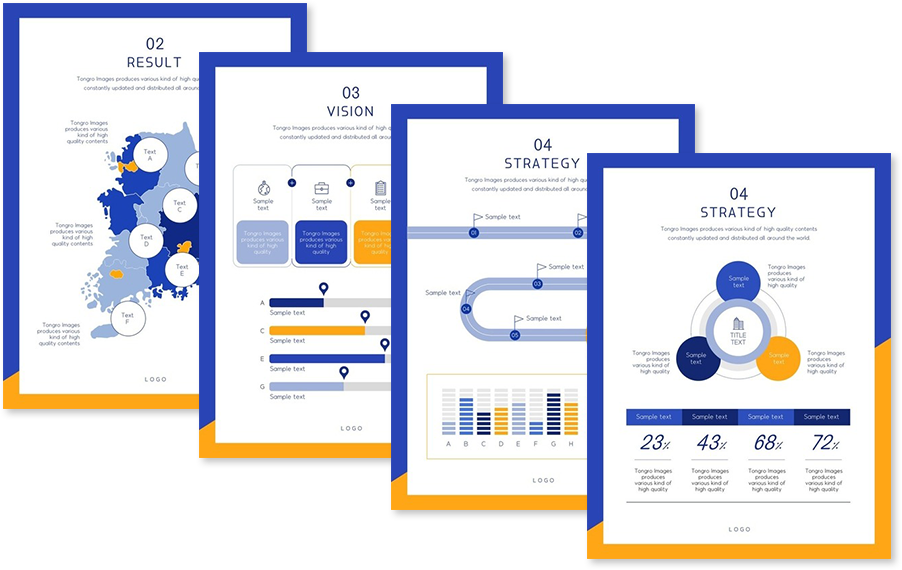 02
RESULT
Tongro Images produces various kind of high qu
constantly updated and distributed all aroun
Tongro Images
produces various
kind of high
quality contents
Text
A
T
Text
C
Tongro Images
produces various
kind of high
quality contents
Text
D
Text
E
Tongro Images
produces various
kind of high
quality contents
Text
F
LOGO
03
VISION
Tongro Images produces various kind of high qu
constantly updated and distributed all around
Sample
text
Sample
text
Sample
text
Tongro Images
produces various
kind of high
quality
Tongro Images
produces various
kind of high
quality
Tongro Images
produces various
kind of high
quality
A
Sample text
C
Sample text
E
Sample text
G
Sample text
LOGO
04
STRATEGY
Tongro Images produces various kind of high
constantly updated and distributed all arou
Sample text
Sample
01
02
Sample text
03
Sample text
04
Sample text
05
A B C D E F G H
LOGO
04
STRATEGY
Tongro Images produces various kind of high quality contents
constantly updated and distributed all around the world
Sample
text
Tongro Images
produces
various kind of
high quality
TITLE
TEXT
Tongro Images
produces
various kind of
high quality
Sample
text
Sample
text
Tongro Images
produces
various kind of
high quality
Sample text Sample text Sample text Sample text
23% 43% 68% 72%
Tongro Images
produces
various kind of
high quality
Tongro Images
produces
various kind of
high quality
Tongro Images
produces
various kind of
high quality
Tongro Images
produces
various kind of
high quality
LOGO